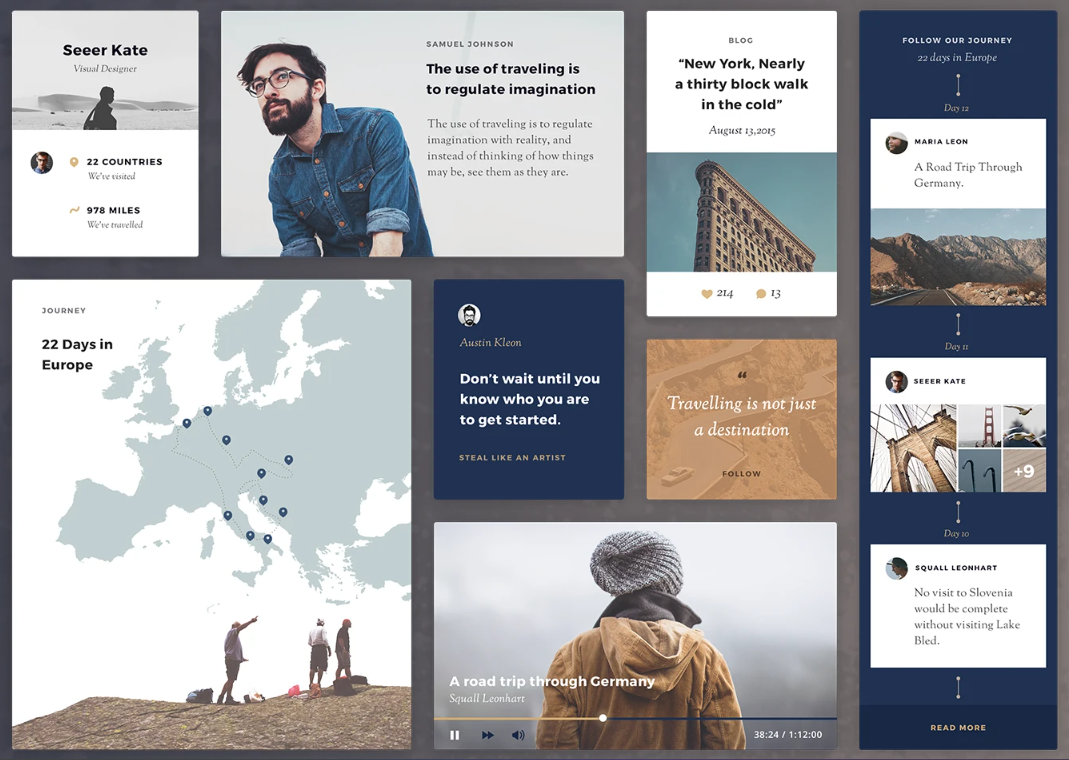 Seeer Kate
Visual Designer
22 COUNTRIES
We've visited
978 MILES
We've travelled
SAMUEL JOHNSON
The use of traveling is
to regulate imagination
The use of traveling is to regulate
imagination with reality, and
instead of thinking of how things
may be, see them as they are.
BLOG
“New York, Nearly
a thirty block walk
in the cold”
August 13,2015
214
13
FOLLOW OUR JOURNEY
22 days in Europe
Day 12
MARIA LEON
A Road Trip Through
Germany.
Day 11
SEEER KATE
+9
Day 10
SQUALL LEONHART
No visit to Slovenia
would be complete
without visiting Lake
Bled.
READ MORE
JOURNEY
22 Days in
Europe
Austin Kleon
Don't wait until you
know who you are
to get started.
STEAL LIKE AN ARTIST
“
Travelling is not just
a destination
FOLLOW
A road trip through Germany
Squall Leonhart
38:24 / 1:12:00